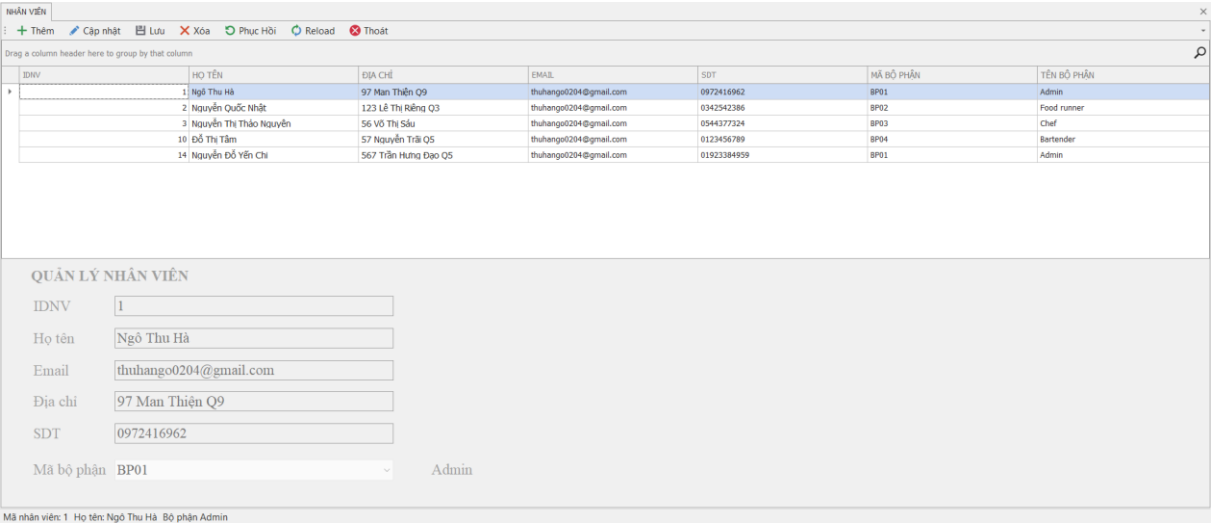 NHÂN VIÊN
Thêm Cập nhật Lưu Xóa Phục Hồi Reload Thoát
Drag a column header here to group by that column
IDNV HỌ TÊN ĐỊA CHỈ EMAIL SDT MÃ BỘ PHẬN TÊN BỘ PHẬN
1 Ngô Thu Hà 97 Man Thiện Q9 thuhango0204@gmail.com 0972416962 BP01 Admin
2 Nguyễn Quốc Nhật 123 Lê Thị Riêng Q3 thuhango0204@gmail.com 0342542386 BP02 Food runner
3 Nguyễn Thị Thảo Nguyên 56 Võ Thị Sáu thuhango0204@gmail.com 0544377324 BP03 Chef
10 Đỗ Thị Tâm 57 Nguyễn Trãi Q5 thuhango0204@gmail.com 0123456789 BP04 Bartender
14 Nguyễn Đỗ Yến Chi 567 Trần Hưng Đạo Q5 thuhango0204@gmail.com 01923384959 BP01 Admin
QUẢN LÝ NHÂN VIÊN
IDNV 1
Họ tên Ngô Thu Hà
Email thuhango0204@gmail.com
Địa chỉ 97 Man Thiện Q9
SDT 0972416962
Mã bộ phận BP01 Admin
Mã nhân viên: 1 Họ tên: Ngô Thu Hà Bộ phận Admin